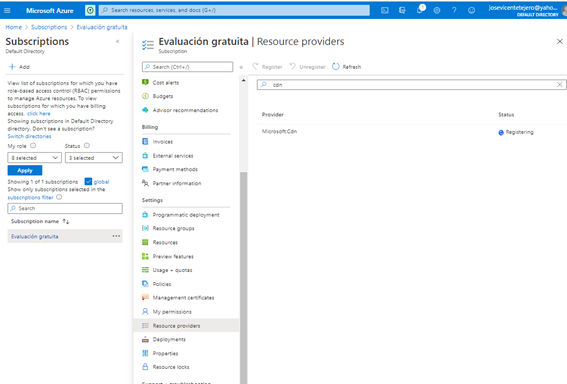 Microsoft Azure
Search resources, services, and docs (G+/)
1
josevicentetejero@yaho...
DEFAULT DIRECTORY
Home > Subscriptions > Evaluación gratuita
Subscriptions
Default Directory
Add
View list of subscriptions for which you have
role-based access control (RBAC) permissions
to manage Azure resources. To view
subscriptions for which you have billing
access, click here
Showing subscriptions in Default Directory
directory. Don't see a subscription?
Switch directories
My role
Status
8 selected
3 selected
Apply
Showing 1 of 1 subscriptions
global
Show only subscriptions selected in the
subscriptions filter
Search
Subscription name
Evaluación gratuita
Evaluación gratuita | Resource providers
Subscription
Search (Ctrl+/)
Cost alerts
Budgets
Advisor recommendations
Billing
Invoices
External services
Payment methods
Partner information
Settings
Programmatic deployment
Resource groups
Resources
Preview features
Usage + quotas
Policies
Management certificates
My permissions
Resource providers
Deployments
Properties
Resource locks
Support + troubleshooting
Register
Unregister
Refresh
cdn
Provider
Status
Microsoft.Cdn
Registering